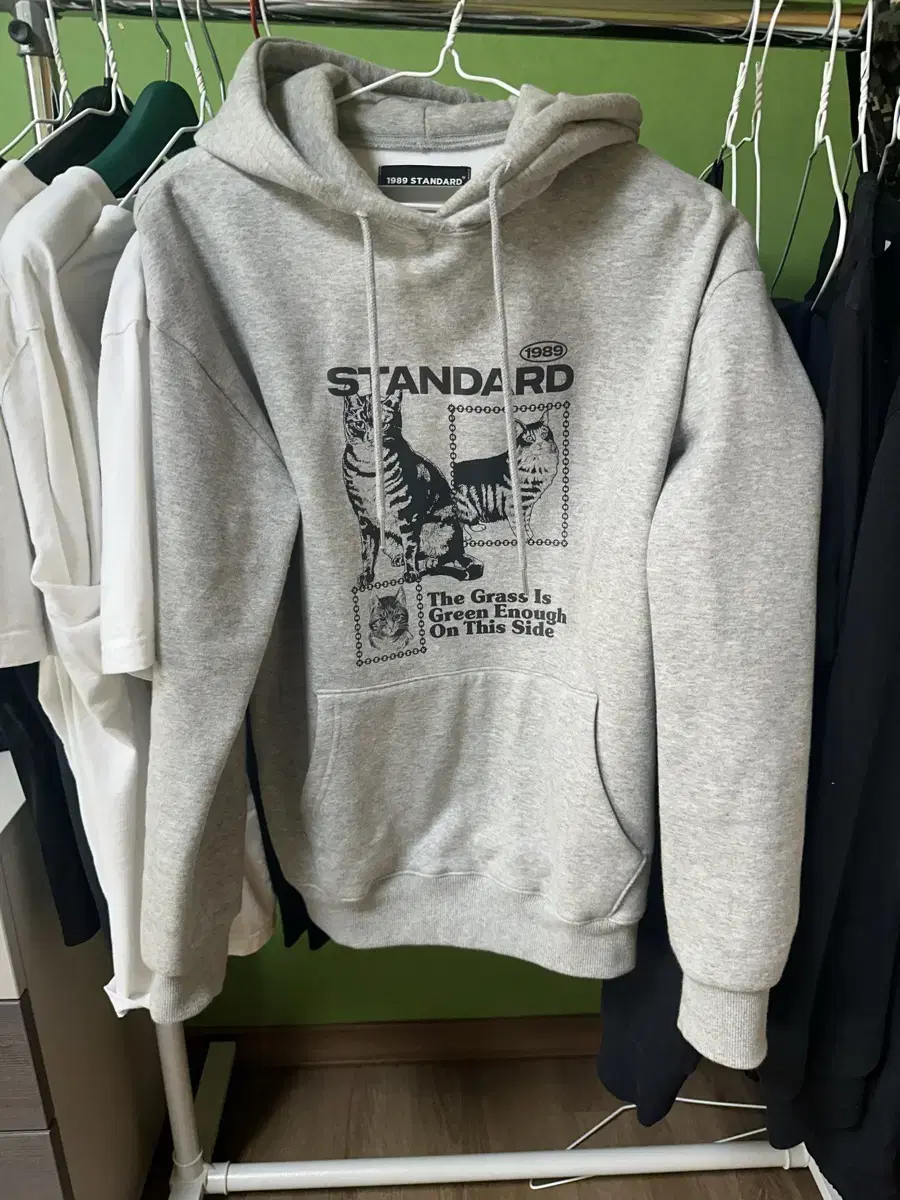 1989 STANDARD
1989
STANDARD
The Grass Is
Green Enough
On This Side